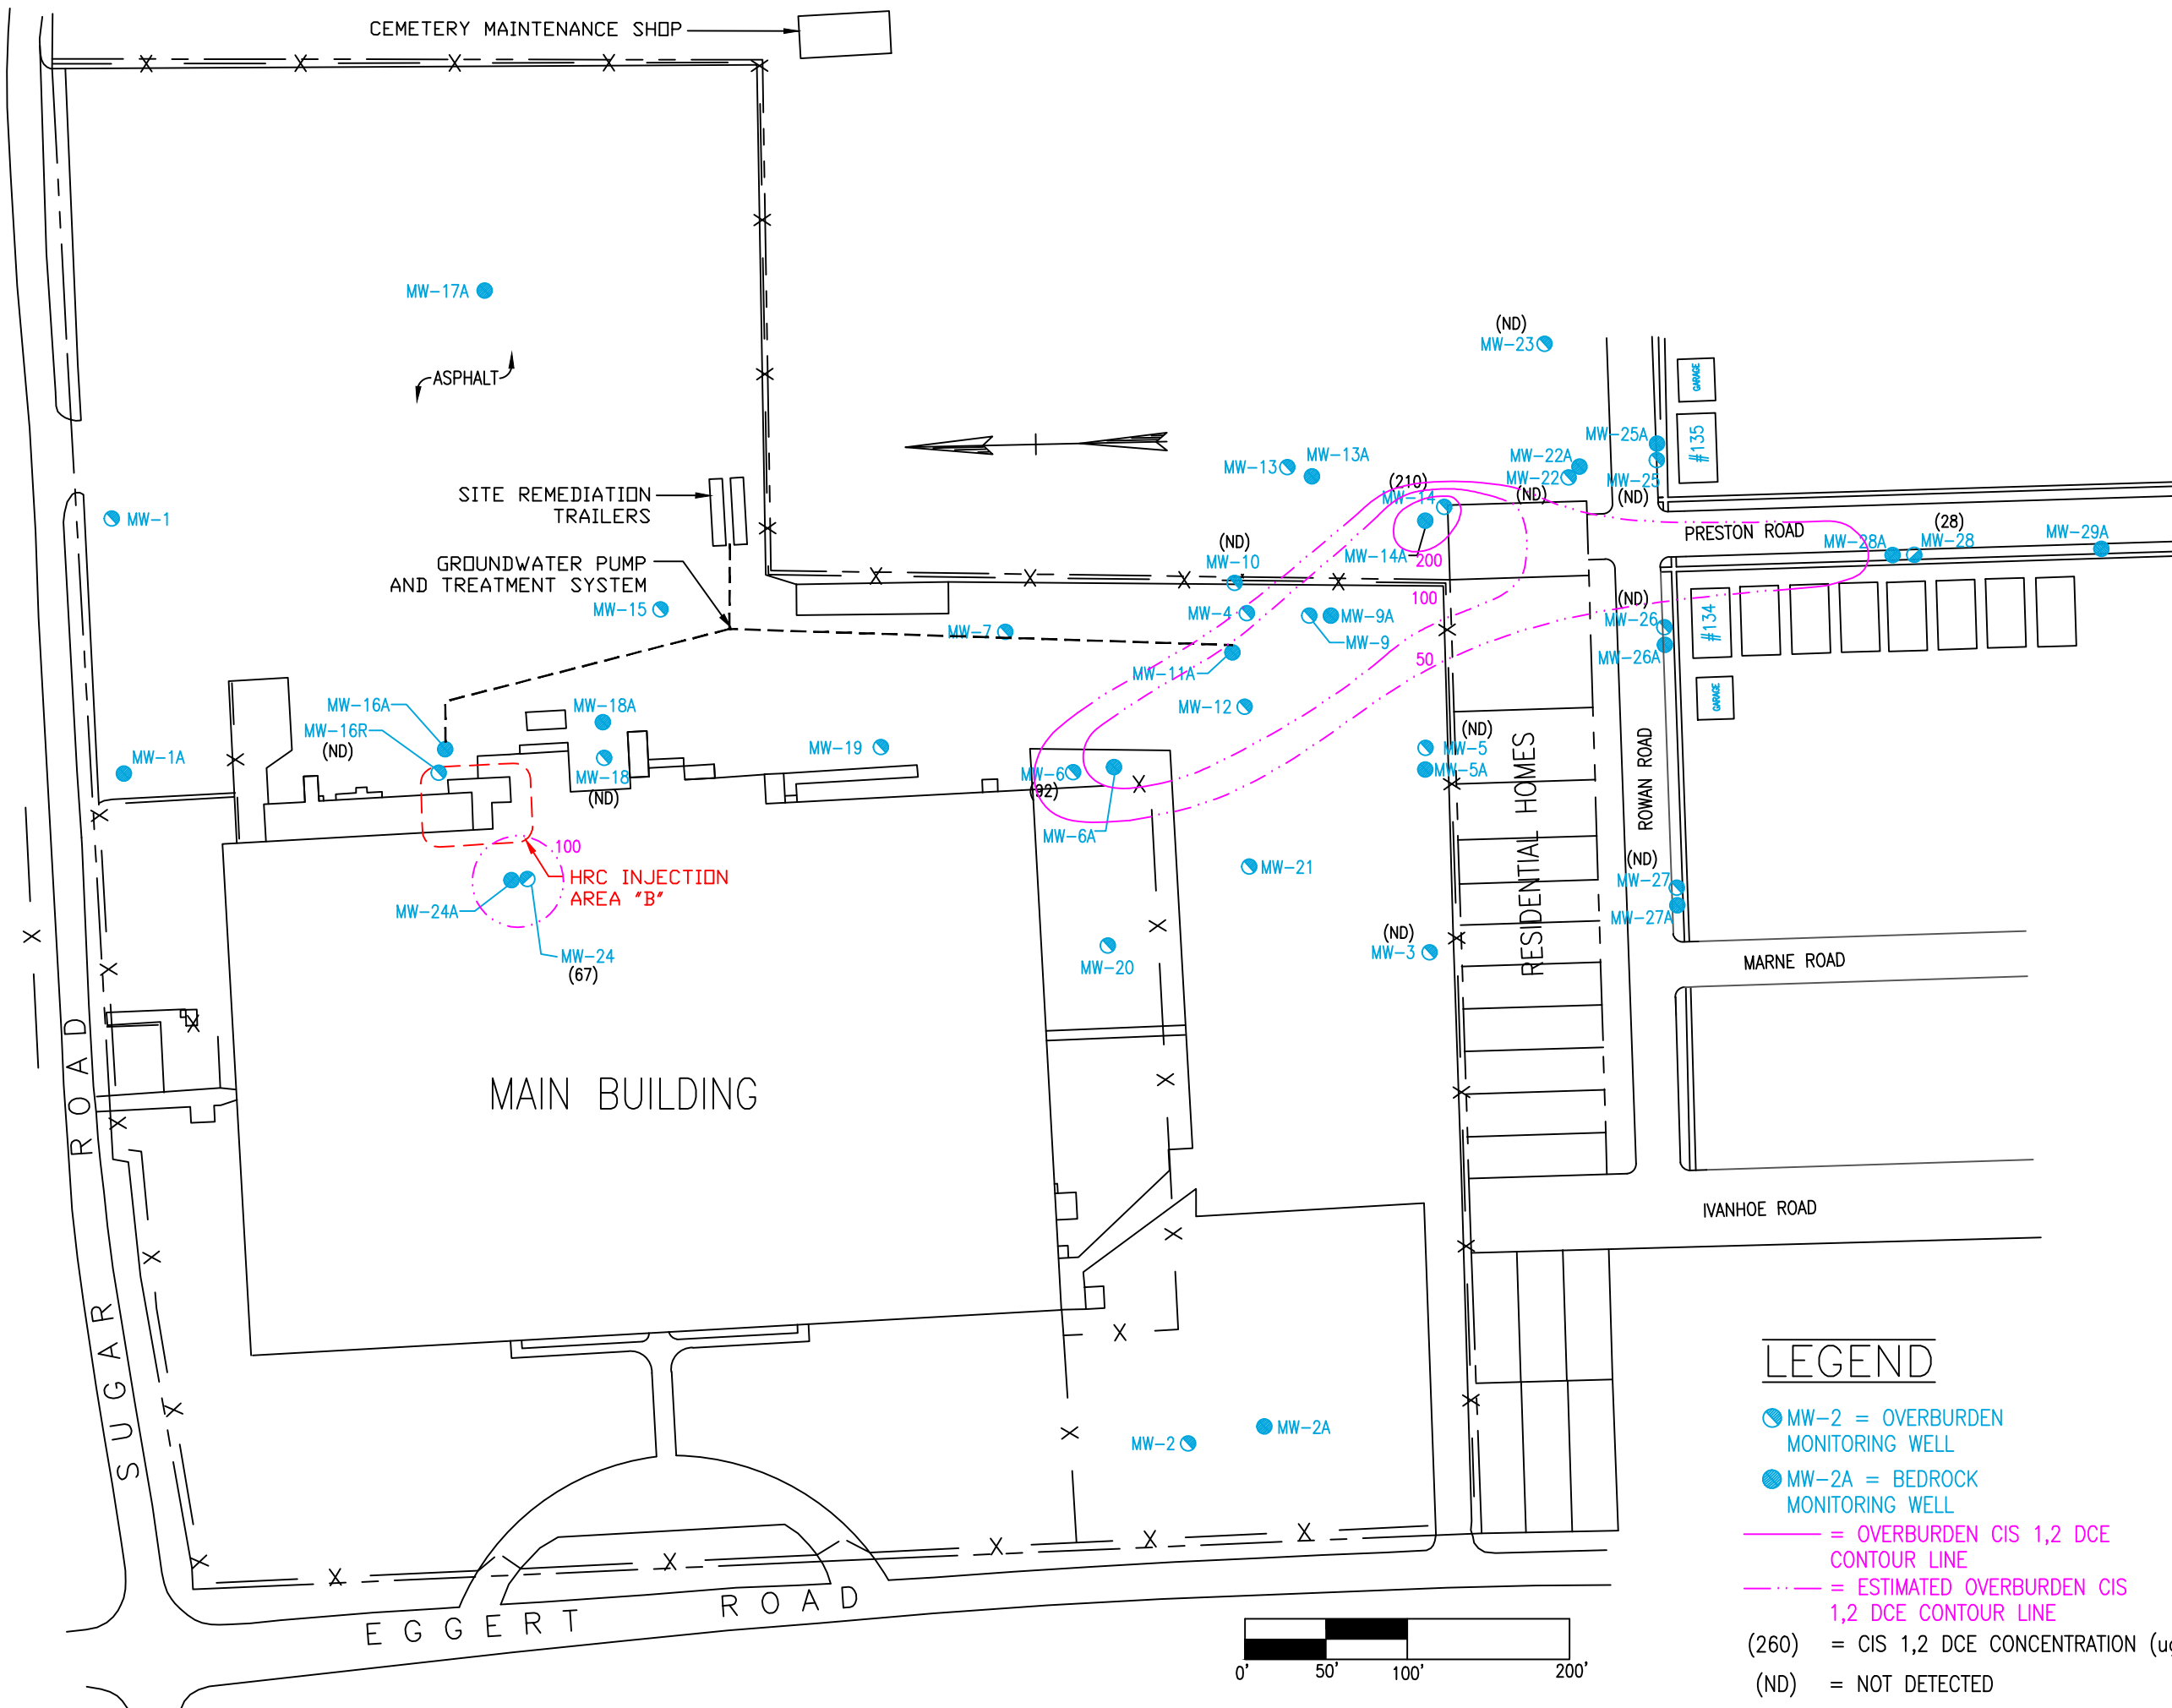 CEMETERY MAINTENANCE SHOP
MW-17A
ASPHALT
(ND)
MW-23
GARAGE
#135
MW-25A
MW-25
(ND)
MW-22A
MW-22
(ND)
MW-13
MW-13A
(210)
MW-14
MW-14A
200
100
50
SITE REMEDIATION
TRAILERS
MW-1
GROUNDWATER PUMP
AND TREATMENT SYSTEM
MW-15
MW-7
(ND)
MW-10
MW-4
MW-9A
MW-9
MW-11A
MW-12
PRESTON ROAD
(28)
MW-28A
MW-28
MW-29A
(ND)
MW-26
MW-26A
#134
GARAGE
MW-16A
MW-16R
(ND)
MW-18A
MW-18
(ND)
MW-19
MW-6
(92)
MW-6A
(ND)
MW-5
MW-5A
MW-1A
100
HRC INJECTION
AREA "B"
MW-24A
MW-24
(67)
MW-21
MW-20
(ND)
MW-3
RESIDENTIAL HOMES
ROWAN ROAD
(ND)
MW-27
MW-27A
MARNE ROAD
IVANHOE ROAD
MAIN BUILDING
SUGAR ROAD
MW-2
MW-2A
EGGERT ROAD
0' 50' 100' 200'
LEGEND
MW-2 = OVERBURDEN
MONITORING WELL
MW-2A = BEDROCK
MONITORING WELL
= OVERBURDEN CIS 1,2 DCE
CONTOUR LINE
= ESTIMATED OVERBURDEN CIS
1,2 DCE CONTOUR LINE
(260) = CIS 1,2 DCE CONCENTRATION
(ND) = NOT DETECTED